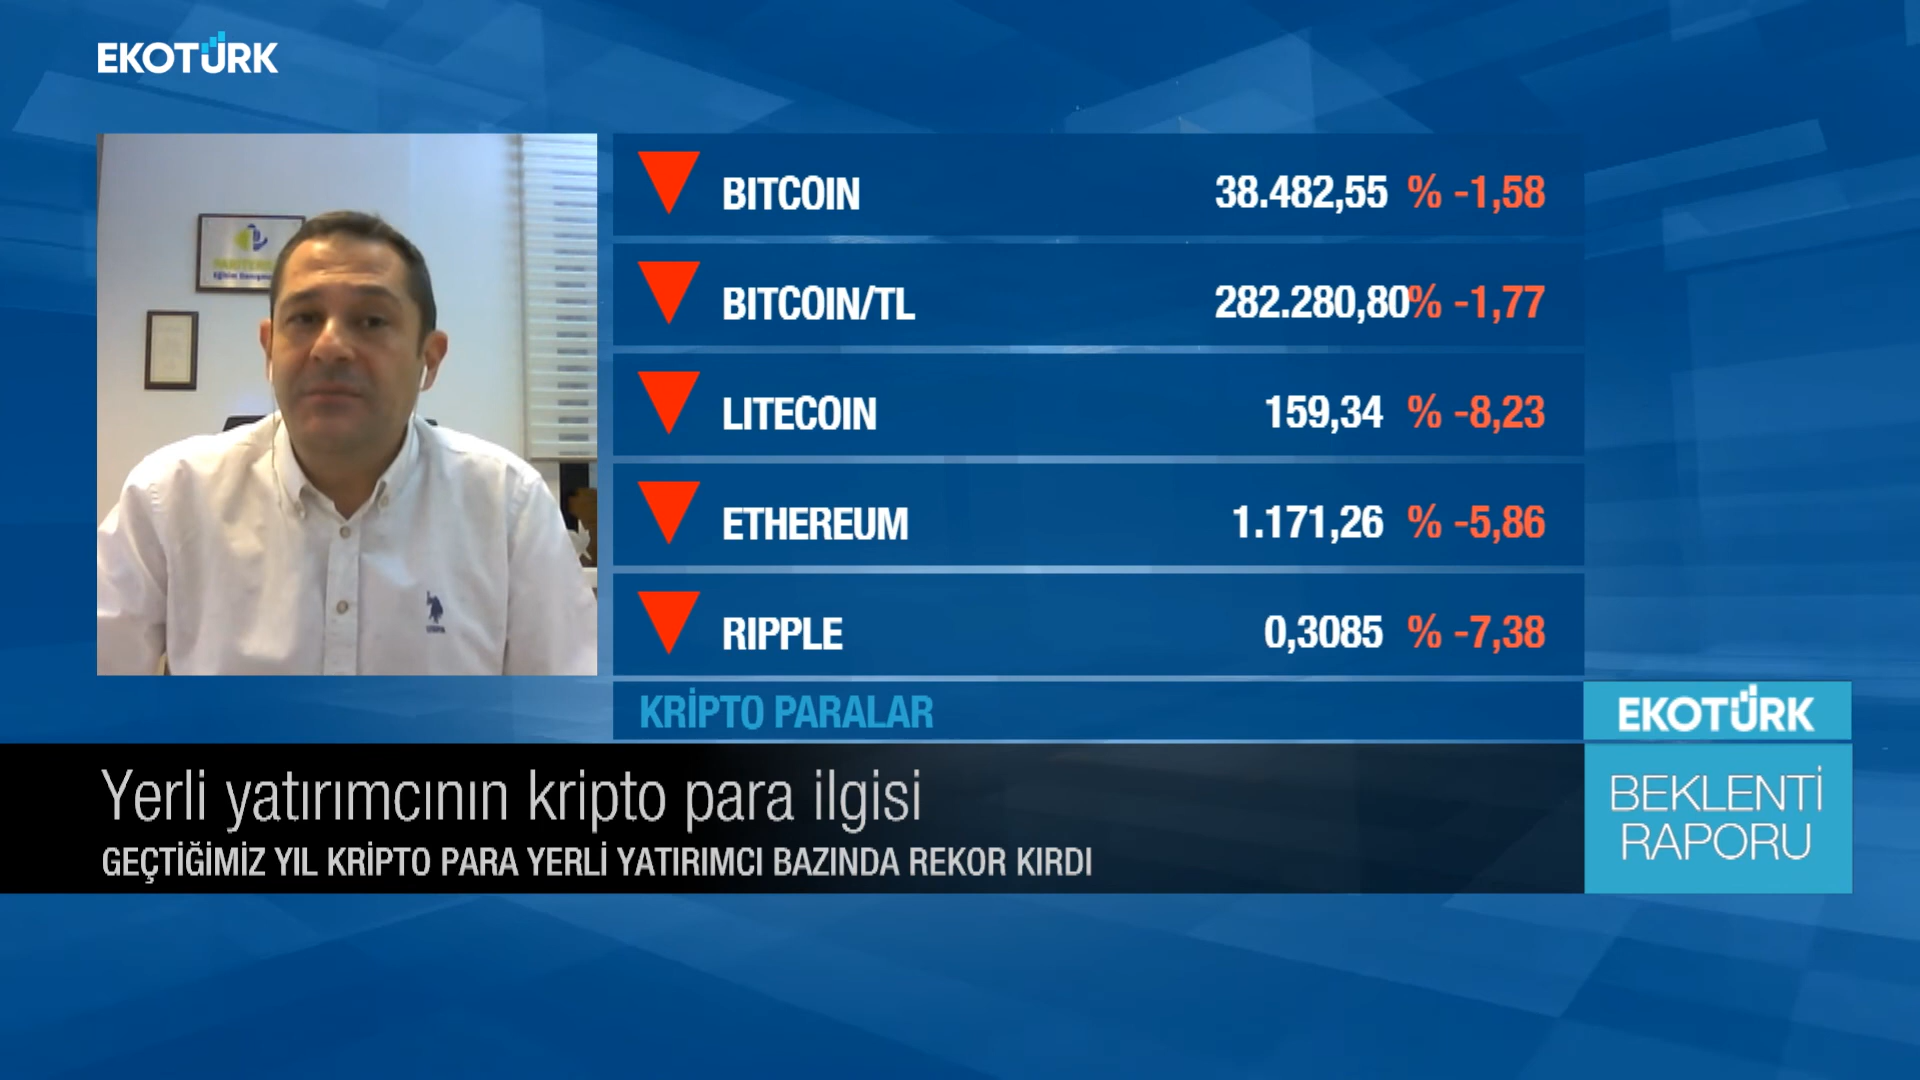 EKOTÜRK
BITCOIN 38.482,55 % -1,58
BITCOIN/TL 282.280,80% -1,77
LITECOIN 159,34 % -8,23
ETHEREUM 1.171,26 % -5,86
RIPPLE 0,3085 % -7,38
KRİPTO PARALAR
EKOTÜRK
Yerli yatırımcının kripto para ilgisi
GEÇTİĞİMİZ YIL KRİPTO PARA YERLİ YATIRIMCI BAZINDA REKOR KIRDI
BEKLENTİ
RAPORU